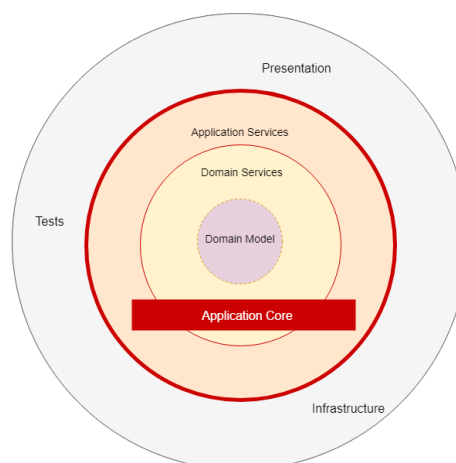 Presentation
Application Services
Domain Services
Tests
Domain Model
Application Core
Infrastructure